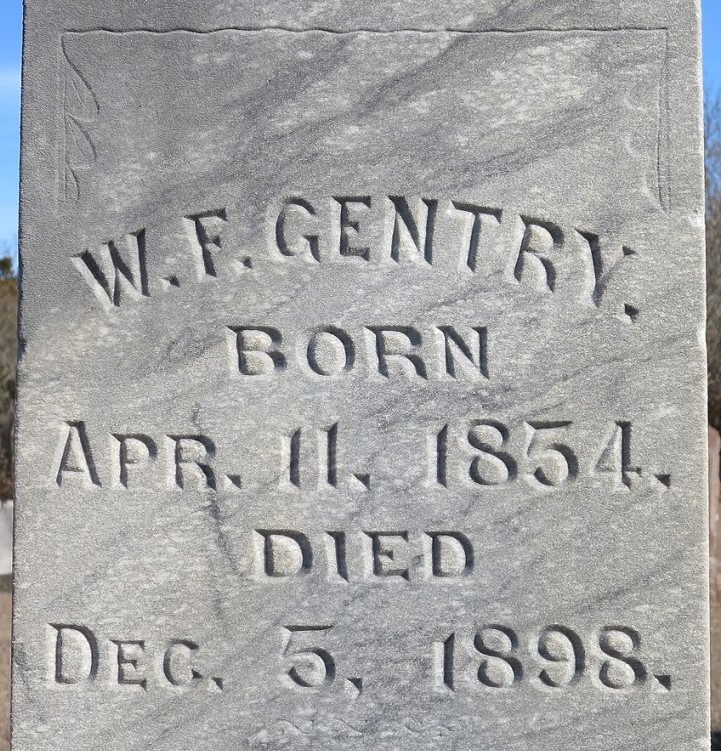 W. F. GENTRY.
BORN
APR. 11. 1854.
DIED
DEC. 5, 1898.